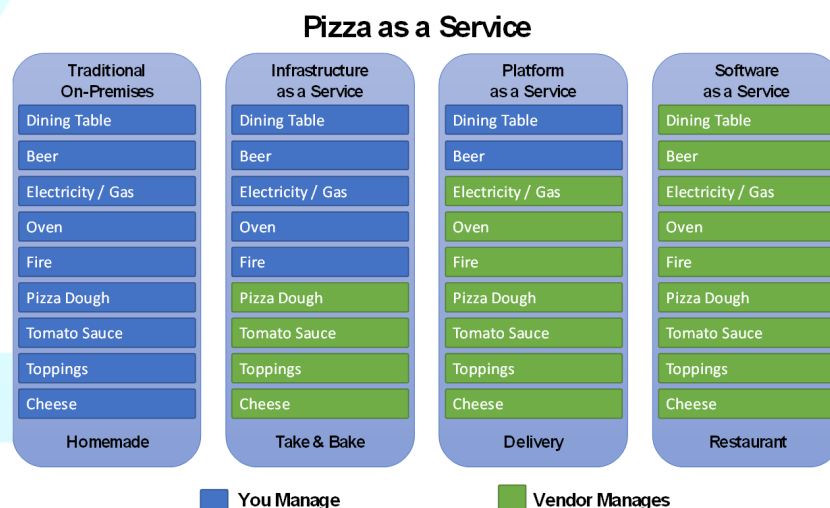 Pizza as a Service
Traditional
On-Premises
Dining Table
Beer
Electricity / Gas
Oven
Fire
Pizza Dough
Tomato Sauce
Toppings
Cheese
Homemade
Infrastructure
as a Service
Dining Table
Beer
Electricity / Gas
Oven
Fire
Pizza Dough
Tomato Sauce
Toppings
Cheese
Take & Bake
Platform
as a Service
Dining Table
Beer
Electricity / Gas
Oven
Fire
Pizza Dough
Tomato Sauce
Toppings
Cheese
Delivery
Software
as a Service
Dining Table
Beer
Electricity / Gas
Oven
Fire
Pizza Dough
Tomato Sauce
Toppings
Cheese
Restaurant
You Manage
Vendor Manages